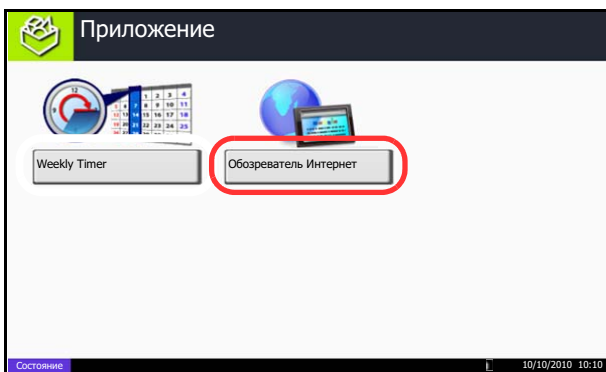 Приложение
Weekly Timer
Обозреватель Интернет
Состояние
10/10/2010 10:10